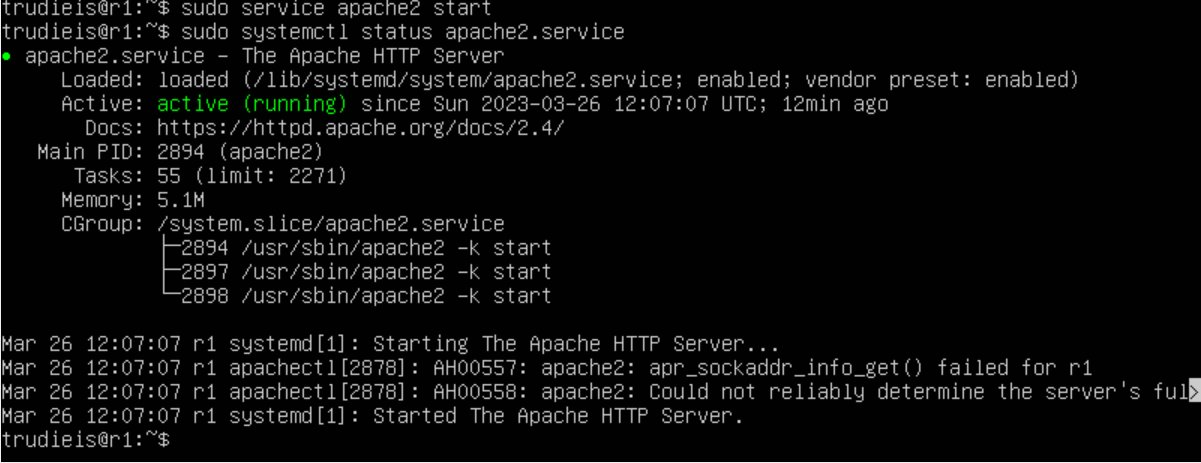 trudieis@r1:~$ sudo service apache2 start
trudieis@r1:~$ sudo systemctl status apache2.service
● apache2.service – The Apache HTTP Server
     Loaded: loaded (/lib/systemd/system/apache2.service; enabled; vendor preset: enabled)
     Active: active (running) since Sun 2023-03-26 12:07:07 UTC; 12min ago
       Docs: https://httpd.apache.org/docs/2.4/
   Main PID: 2894 (apache2)
      Tasks: 55 (limit: 2271)
     Memory: 5.1M
     CGroup: /system.slice/apache2.service
             ├─2894 /usr/sbin/apache2 -k start
             ├─2897 /usr/sbin/apache2 -k start
             └─2898 /usr/sbin/apache2 -k start
Mar 26 12:07:07 r1 systemd[1]: Starting The Apache HTTP Server...
Mar 26 12:07:07 r1 apachectl[2878]: AH00557: apache2: apr_sockaddr_info_get() failed for r1
Mar 26 12:07:07 r1 apachectl[2878]: AH00558: apache2: Could not reliably determine the server's ful>
Mar 26 12:07:07 r1 systemd[1]: Started The Apache HTTP Server.
trudieis@r1:~$